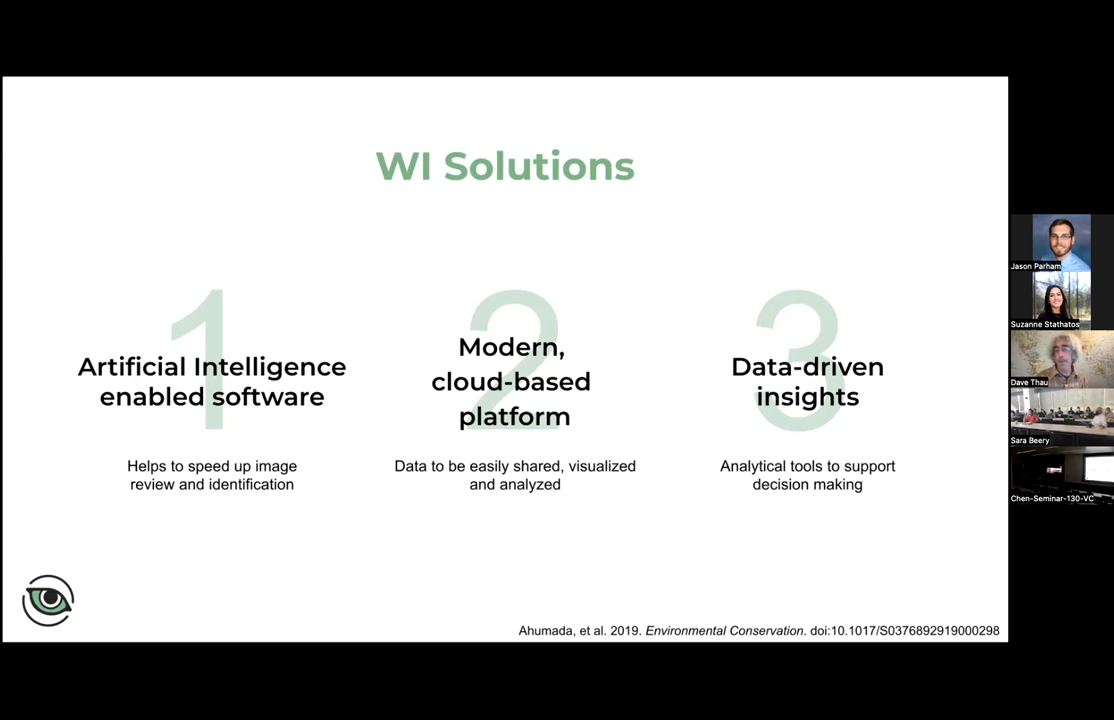 WI Solutions
1
Artificial Intelligence
enabled software
Helps to speed up image
review and identification
2
Modern,
cloud-based
platform
Data to be easily shared, visualized
and analyzed
3
Data-driven
insights
Analytical tools to support
decision making
Ahumada, et al. 2019. Environmental Conservation. doi:10.1017/S0376892919000298
Jason Parham
Suzanne Stathatos
Dave Thau
Sara Beery
Chen-Seminar-130-VC